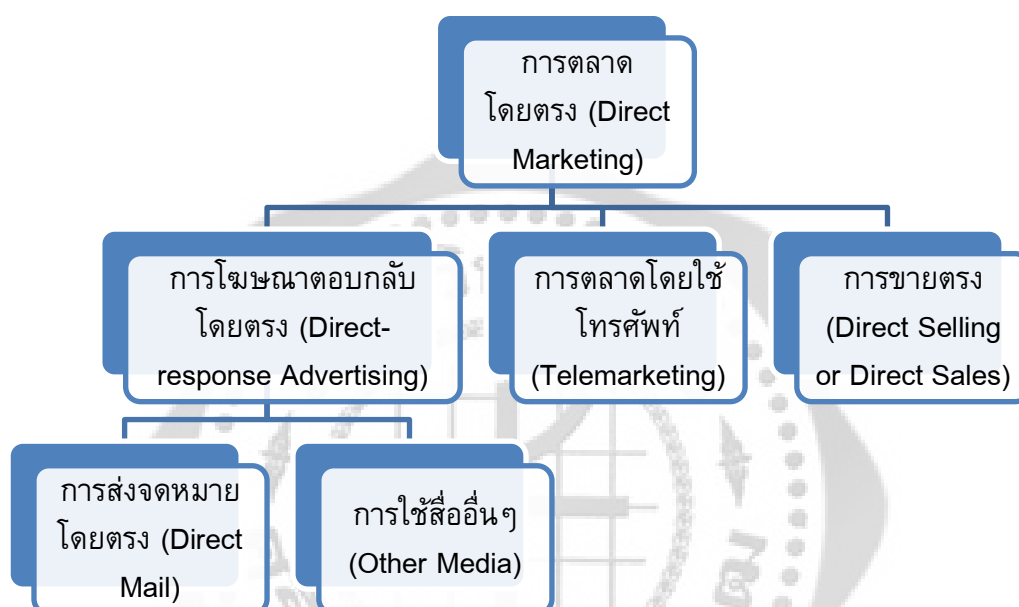 การตลาด
โดยตรง (Direct
Marketing)
การโฆษณาตอบกลับ
โดยตรง (Direct-
response Advertising)
การตลาดโดยใช้
โทรศัพท์
(Telemarketing)
การขายตรง
(Direct Selling
or Direct Sales)
การส่งจดหมาย
โดยตรง (Direct
Mail)
การใช้สื่ออื่นๆ
(Other Media)